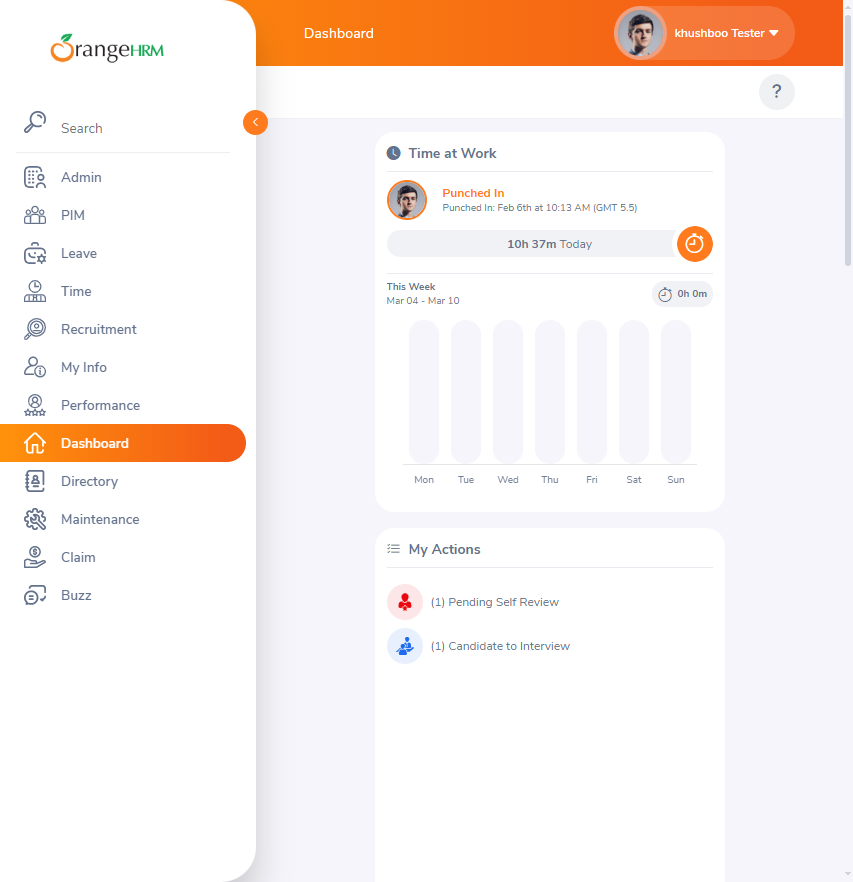 OrangeHRM
Dashboard
khushboo Tester
?
Search
Admin
PIM
Leave
Time
Recruitment
My Info
Performance
Dashboard
Directory
Maintenance
Claim
Buzz
Time at Work
Punched In
Punched In: Feb 6th at 10:13 AM (GMT 5.5)
10h 37m Today
This Week
Mar 04 - Mar 10
0h 0m
Mon Tue Wed Thu Fri Sat Sun
My Actions
(1) Pending Self Review
(1) Candidate to Interview